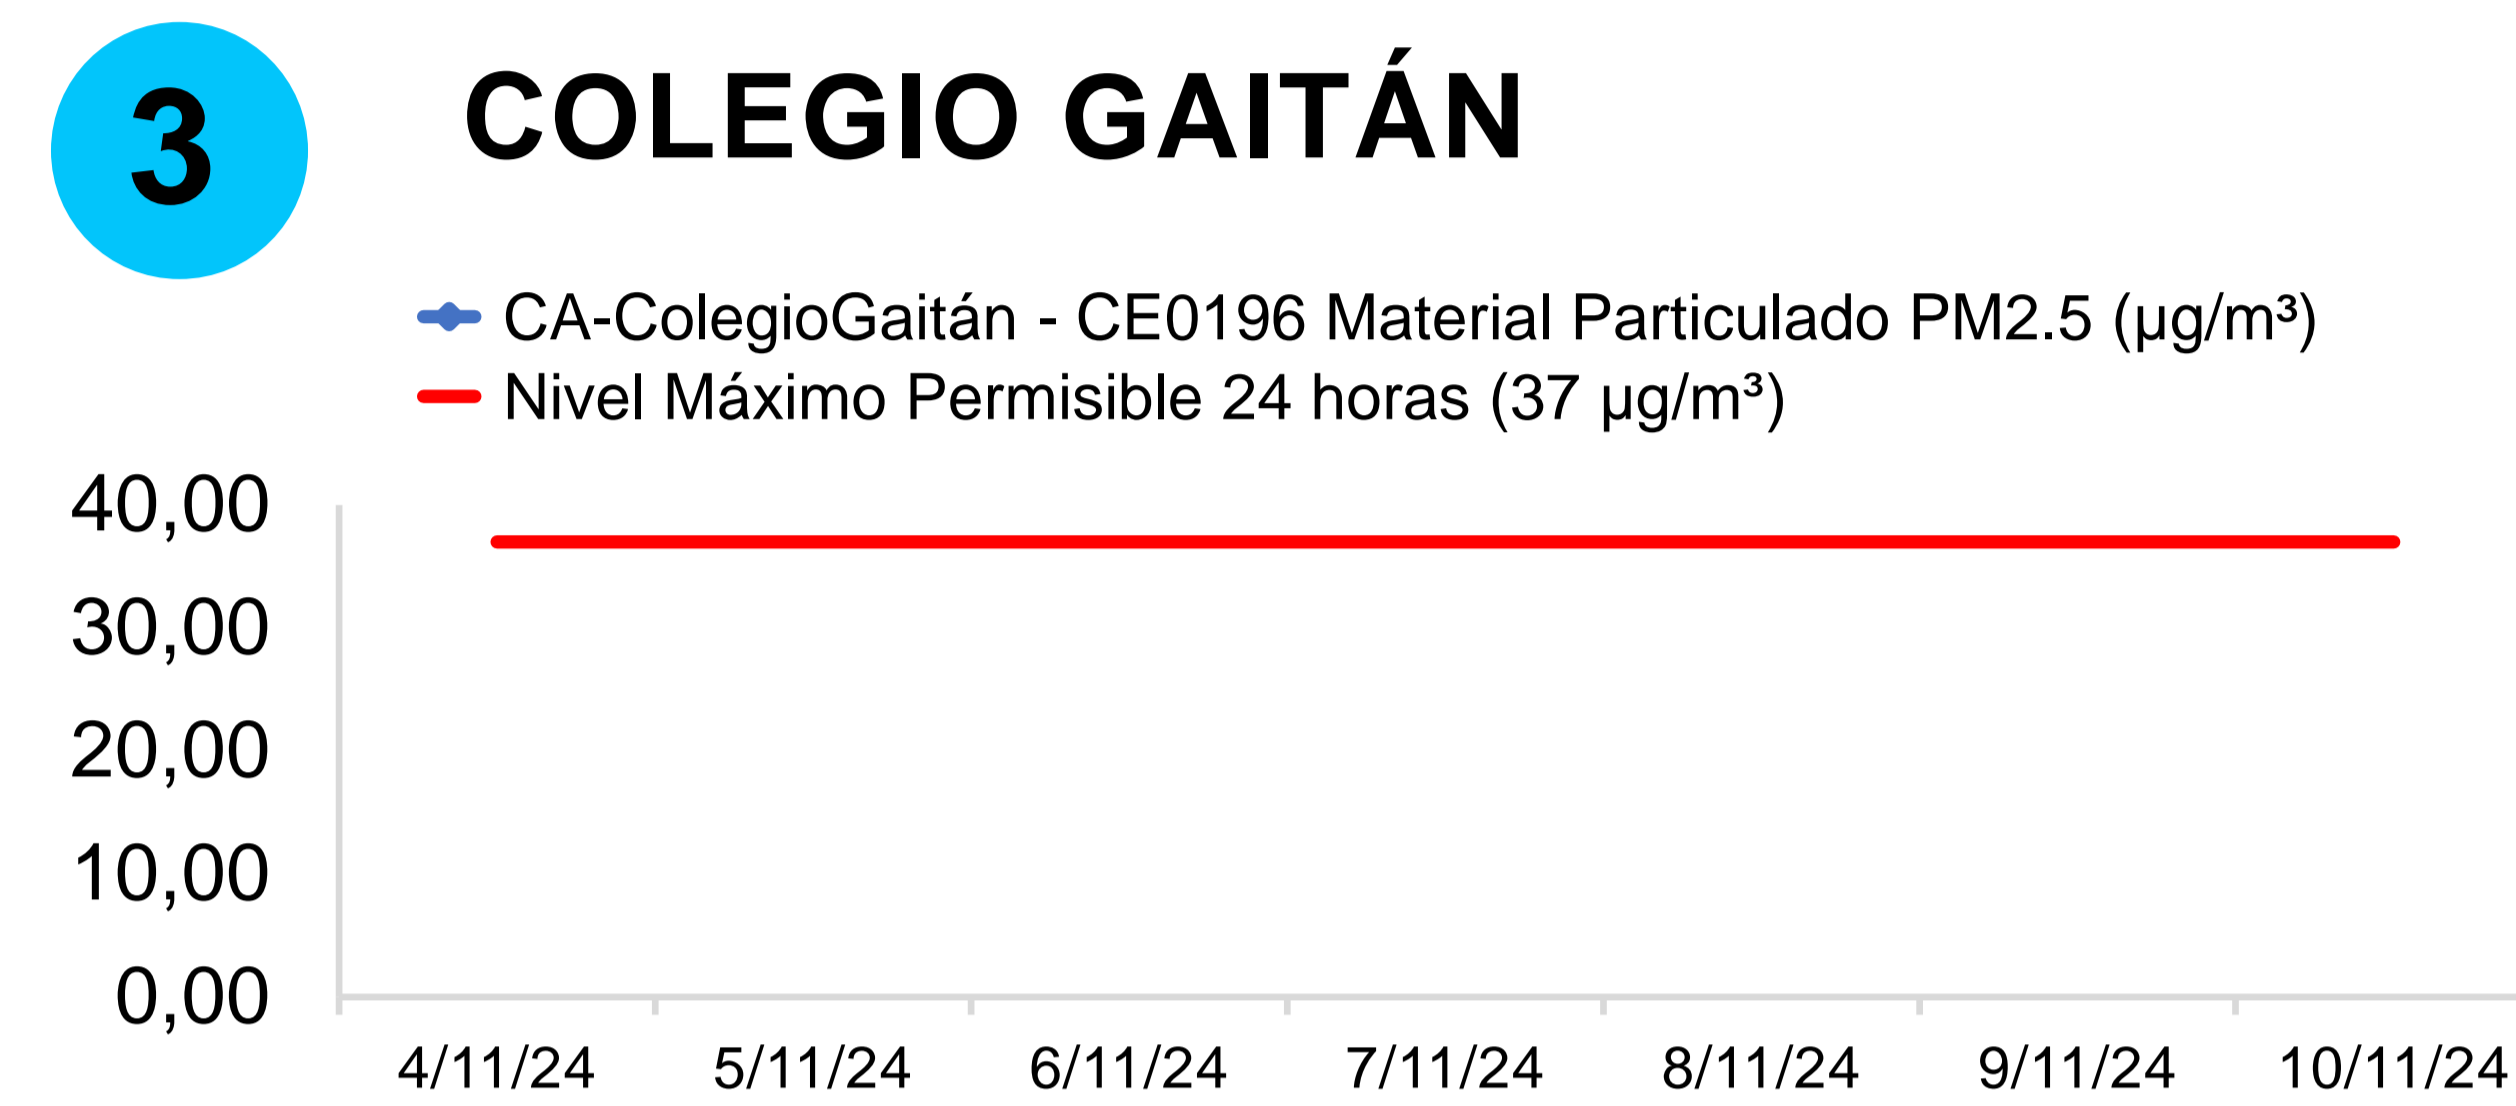 3
COLEGIO GAITÁN
CA-ColegioGaitán - CE0196 Material Particulado PM2.5 (µg/m³)
Nivel Máximo Permisible 24 horas (37 µg/m³)
40,00
30,00
20,00
10,00
0,00
4/11/24 5/11/24 6/11/24 7/11/24 8/11/24 9/11/24 10/11/24